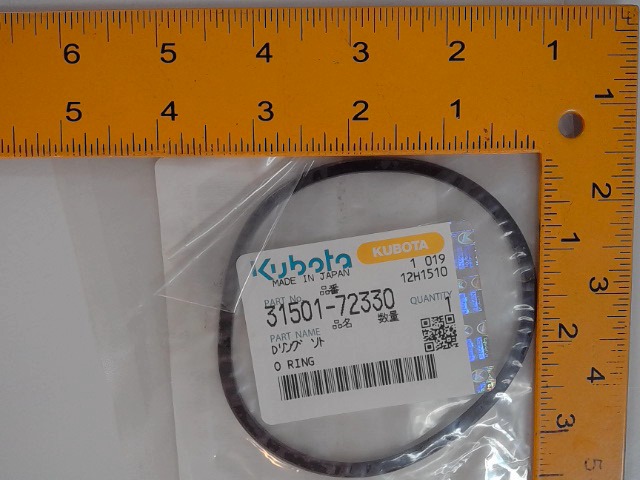 6 5 4 3 2 1
5 4 3 2 1
1
2
1
3
2
4
3
5
Kubota KUBOTA
MADE IN JAPAN
1 019
12H1510
品番
PART No.
31501-72330
品名 数量 QUANTITY
1
PART NAME
Oリング ソト
O RING